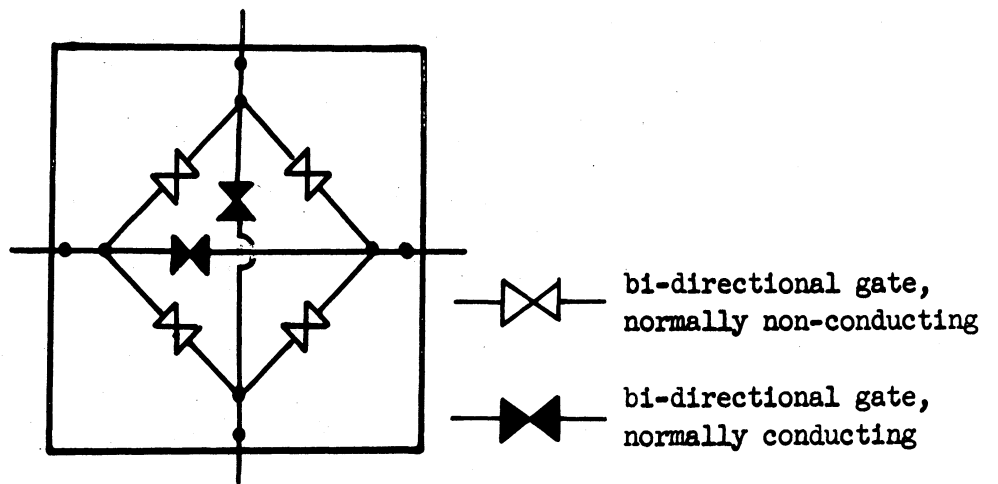 bi-directional gate,
normally non-conducting
bi-directional gate,
normally conducting